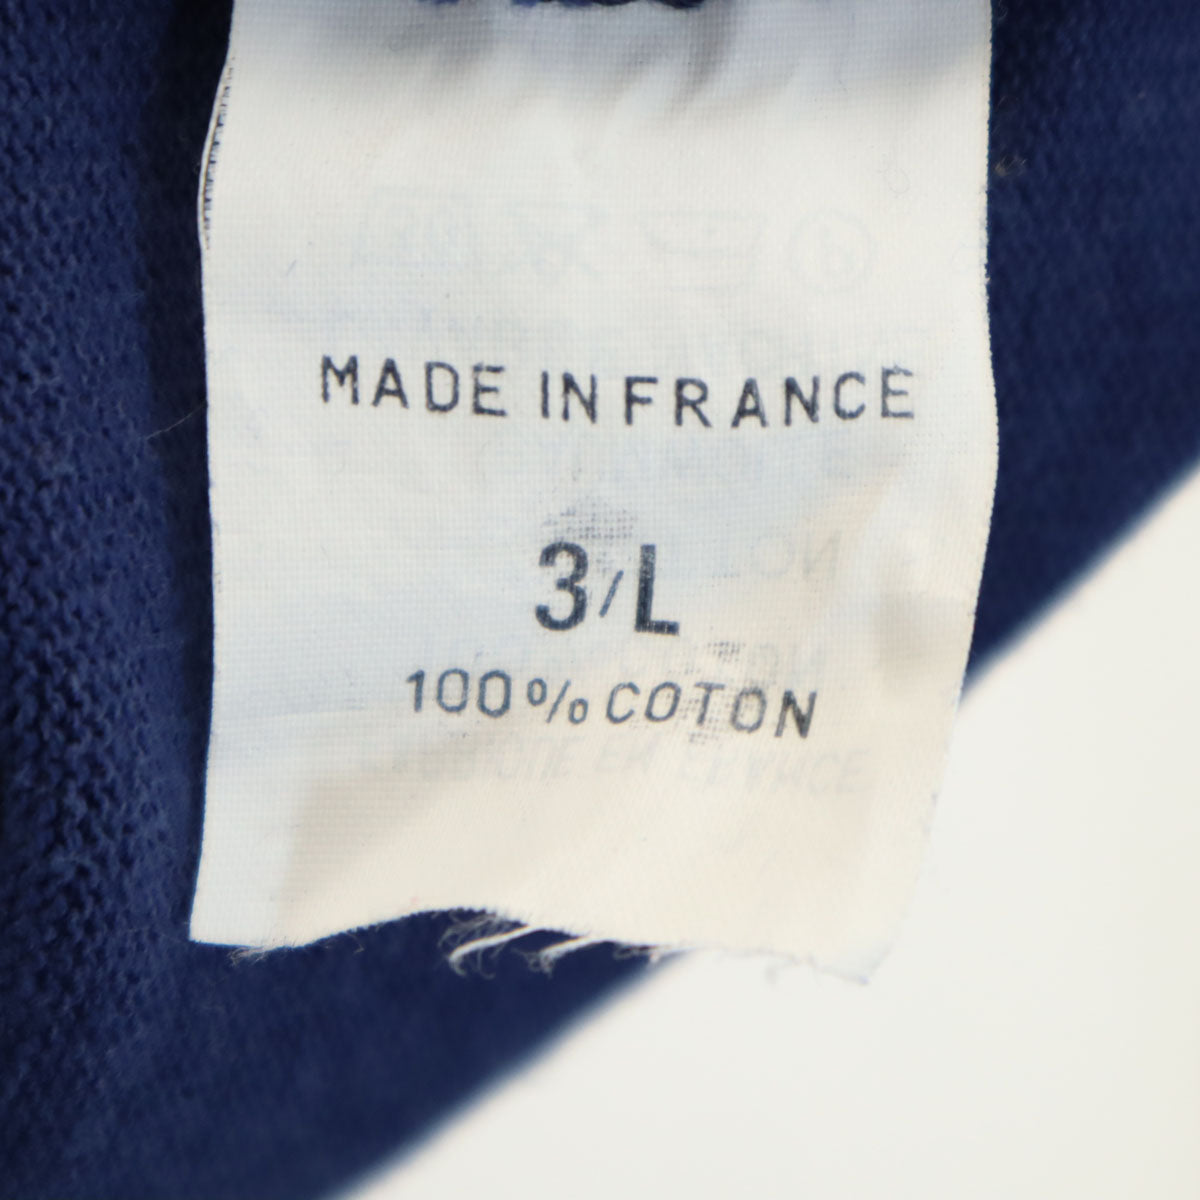 MADE IN FRANCE
3/L
100% COTON